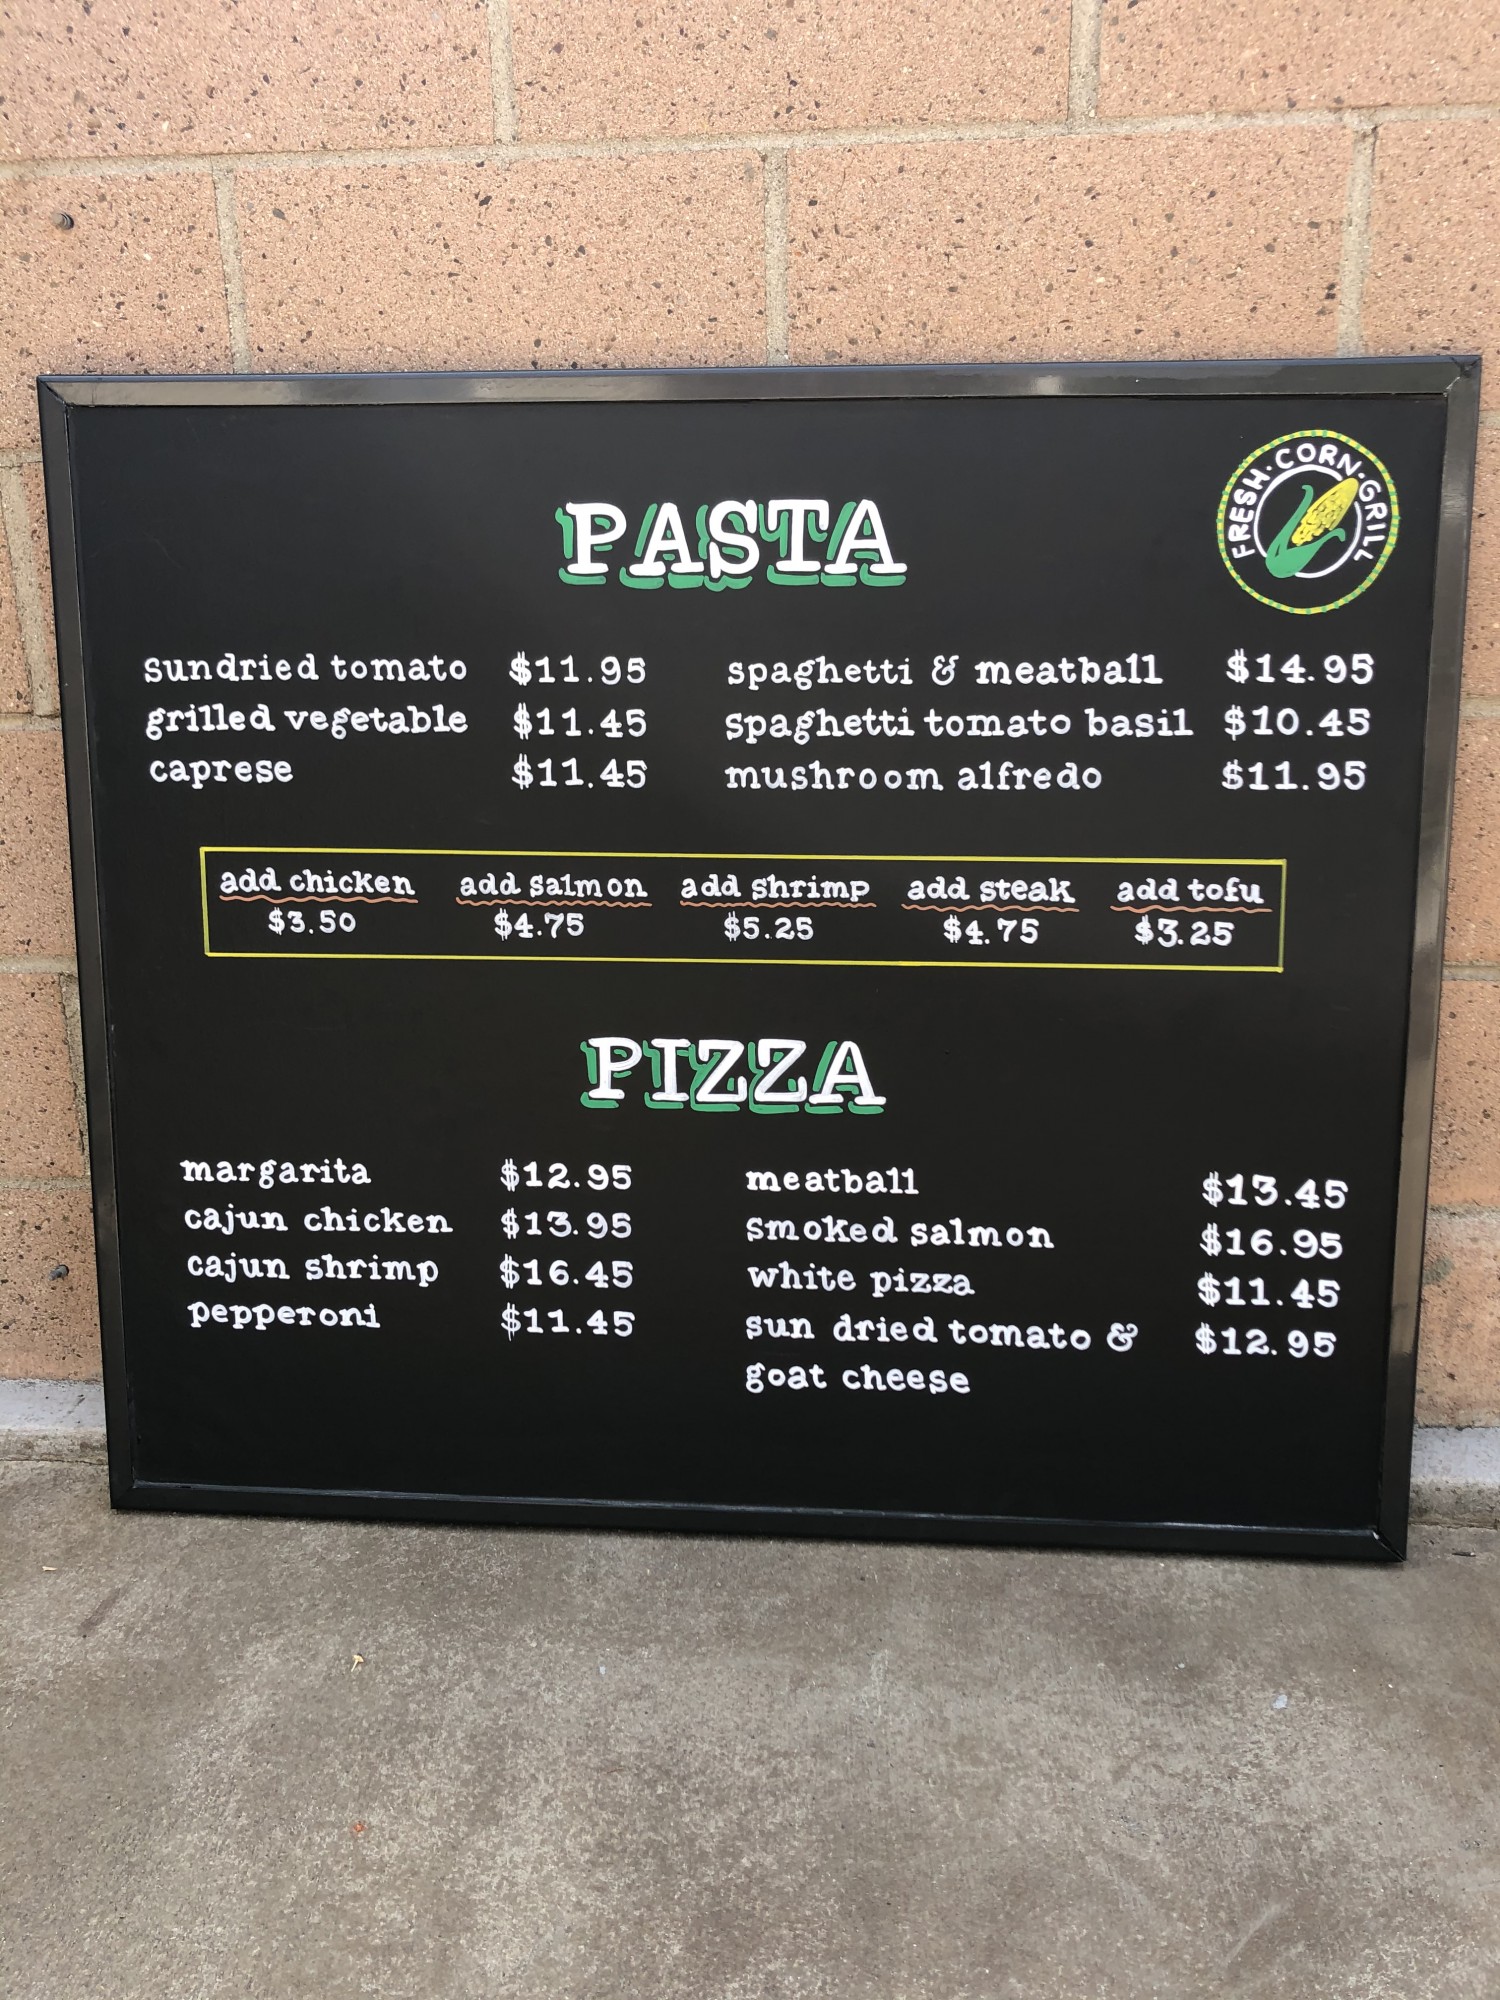 FRESH · CORN · GRILL
PASTA
sundried tomato $11.95
grilled vegetable $11.45
caprese $11.45
spaghetti & meatball $14.95
spaghetti tomato basil $10.45
mushroom alfredo $11.95
add chicken add salmon add shrimp add steak add tofu
$3.50 $4.75 $5.25 $4.75 $3.25
PIZZA
margarita $12.95
cajun chicken $13.95
cajun shrimp $16.45
pepperoni $11.45
meatball $13.45
smoked salmon $16.95
white pizza $11.45
sun dried tomato & $12.95
goat cheese